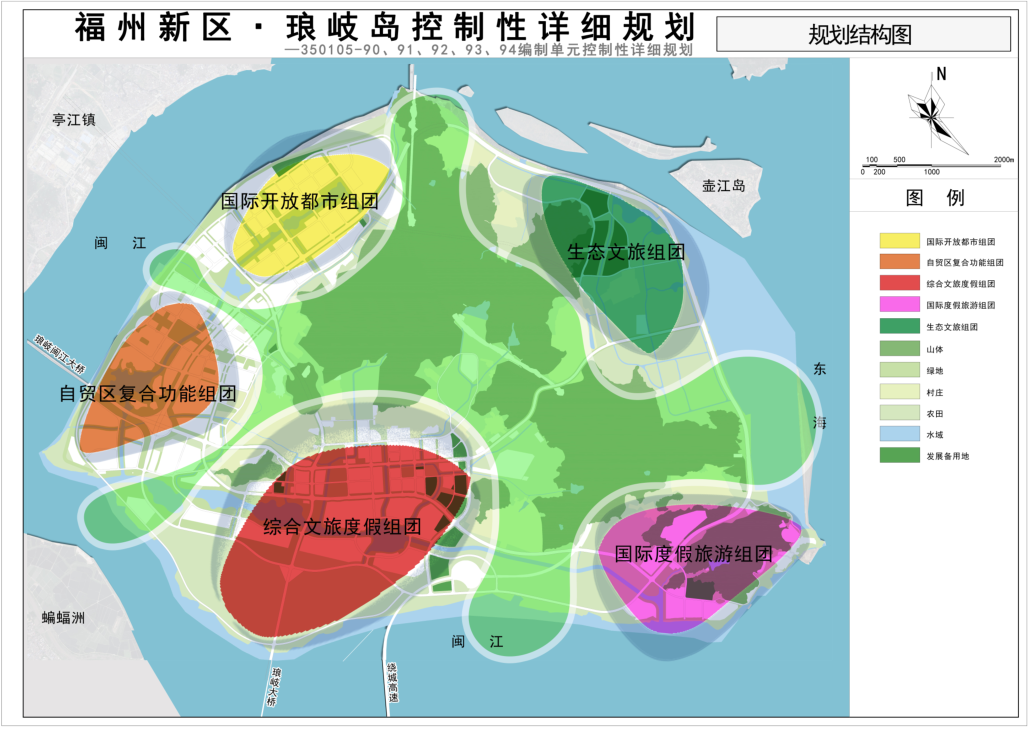 福州新区·琅岐岛控制性详细规划
—350105-90、91、92、93、94编制单元控制性详细规划
规划结构图
N
100 500 2000m
0 200 1000
图 例
国际开放都市组团
自贸区复合功能组团
综合文旅度假组团
国际度假旅游组团
生态文旅组团
山体
绿地
村庄
农田
水域
发展备用地
亭江镇
壶江岛
国际开放都市组团
闽 江
生态文旅组团
琅岐闽江大桥
东海
自贸区复合功能组团
综合文旅度假组团
国际度假旅游组团
蝙蝠洲
闽 江
琅岐大桥
绕城高速